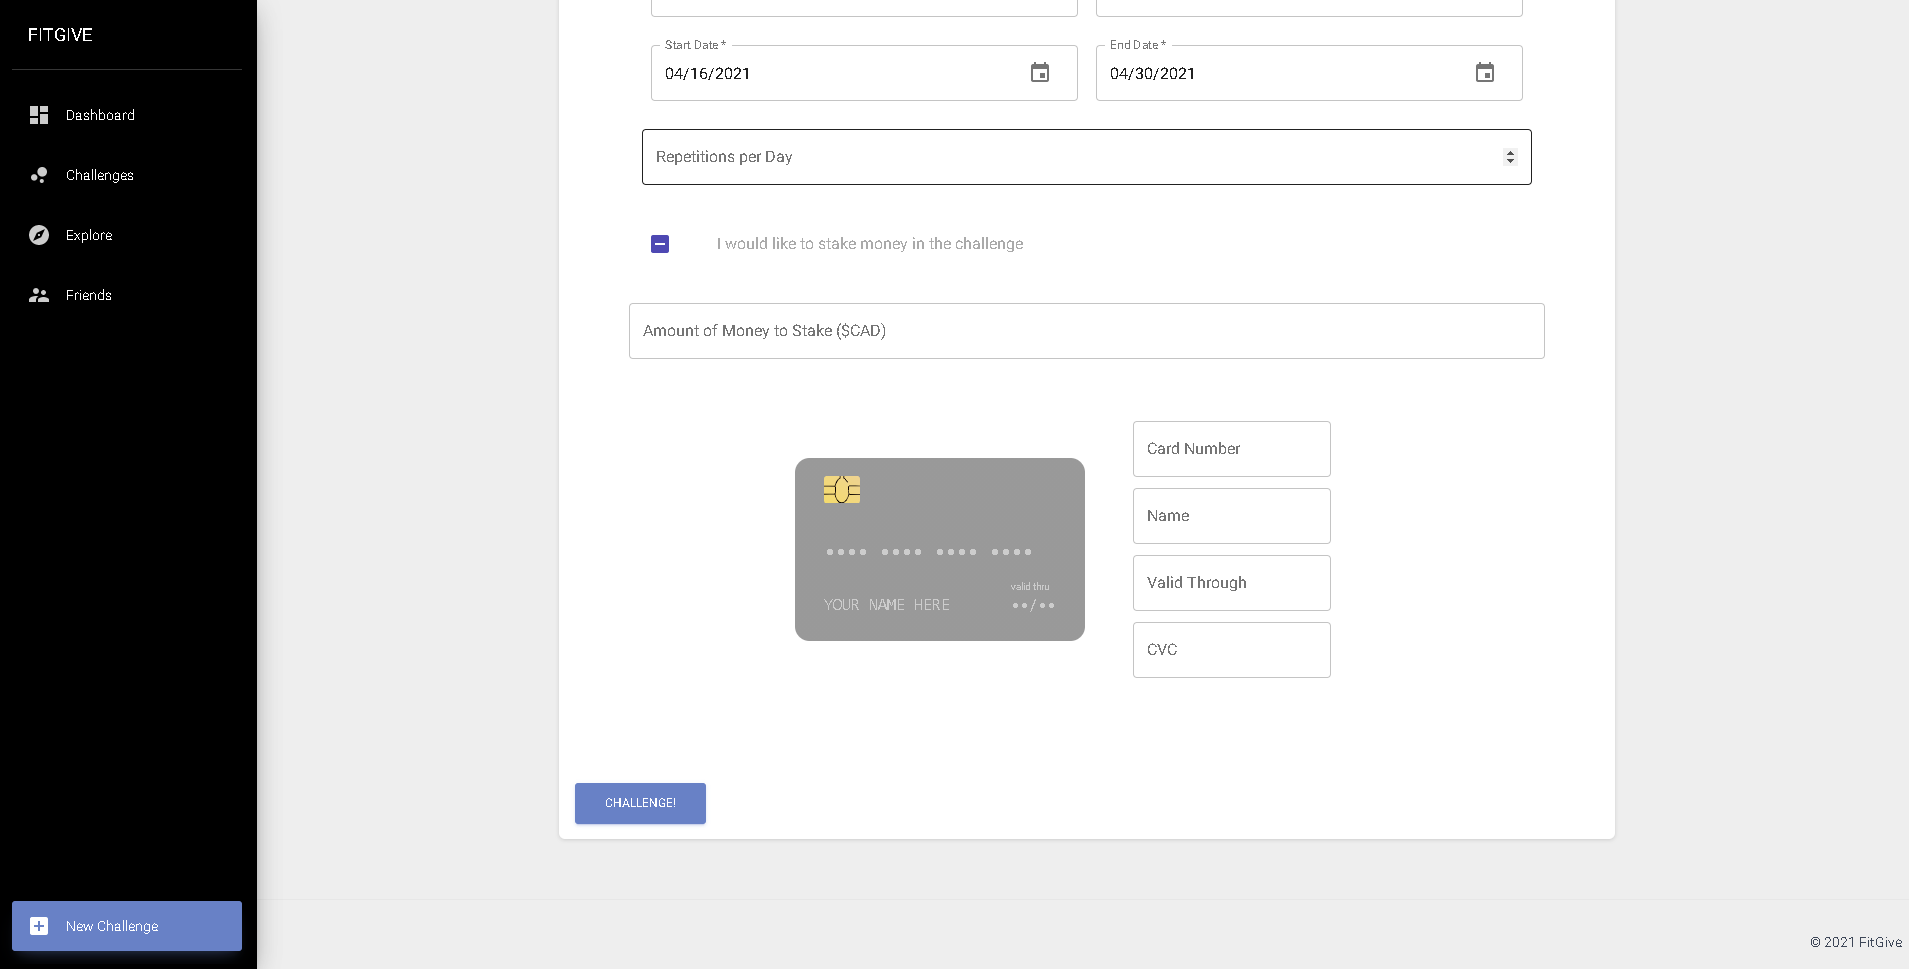 FITGIVE
Dashboard
Challenges
Explore
Friends
New Challenge
Start Date *
04/16/2021
End Date *
04/30/2021
Repetitions per Day
I would like to stake money in the challenge
Amount of Money to Stake ($CAD)
•••• •••• •••• ••••
valid thru
YOUR NAME HERE
••/••
Card Number
Name
Valid Through
CVC
CHALLENGE!
© 2021 FitGive